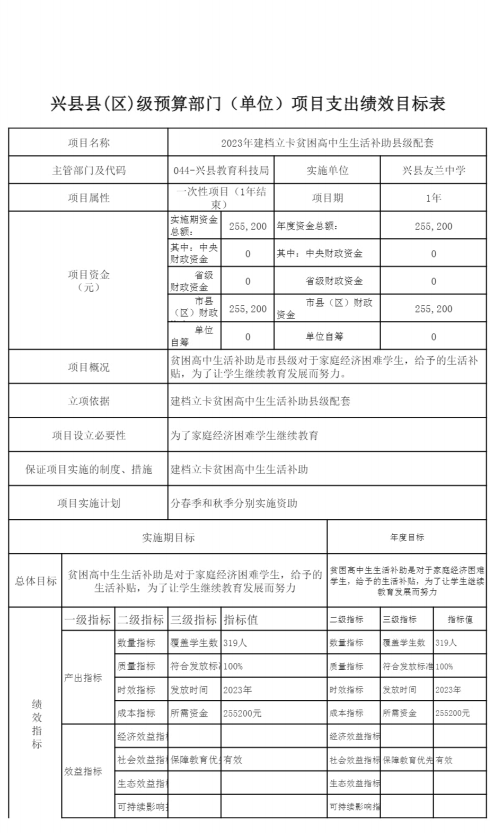 兴县县(区)级预算部门（单位）项目支出绩效目标表
项目名称 2023年建档立卡贫困高中生生活补助县级配套
主管部门及代码 044-兴县教育科技局 实施单位 兴县友兰中学
项目属性 一次性项目（1年结束） 项目期 1年
项目资金（元） 实施期资金总额： 255,200 年度资金总额： 255,200
其中：中央财政资金 0 其中：中央财政资金 0
省级财政资金 0 省级财政资金 0
市县（区）财政 255,200 市县（区）财政资金 255,200
单位自筹 0 单位自筹 0
项目概况 贫困高中生活补助是市县级对于家庭经济困难学生，给予的生活补贴，为了让学生继续教育发展而努力。
立项依据 建档立卡贫困高中生生活补助县级配套
项目设立必要性 为了家庭经济困难学生继续教育
保证项目实施的制度、措施 建档立卡贫困高中生生活补助
项目实施计划 分春季和秋季分别实施资助
实施期目标 年度目标
总体目标 贫困高中生生活补助是对于家庭经济困难学生，给予的生活补贴，为了让学生继续教育发展而努力 贫困高中生生活补助是对于家庭经济困难学生，给予的生活补贴，为了让学生继续教育发展而努力
绩效指标 一级指标 二级指标 三级指标 指标值 二级指标 三级指标 指标值
产出指标 数量指标 覆盖学生数 319人 数量指标 覆盖学生数 319人
质量指标 符合发放标准 100% 质量指标 符合发放标准 100%
时效指标 发放时间 2023年 时效指标 发放时间 2023年
成本指标 所需资金 255200元 成本指标 所需资金 255200元
效益指标 经济效益指 经济效益指标
社会效益指 保障教育优 有效 社会效益指标 保障教育优先 有效
生态效益指 生态效益指标
可持续影响 可持续影响指